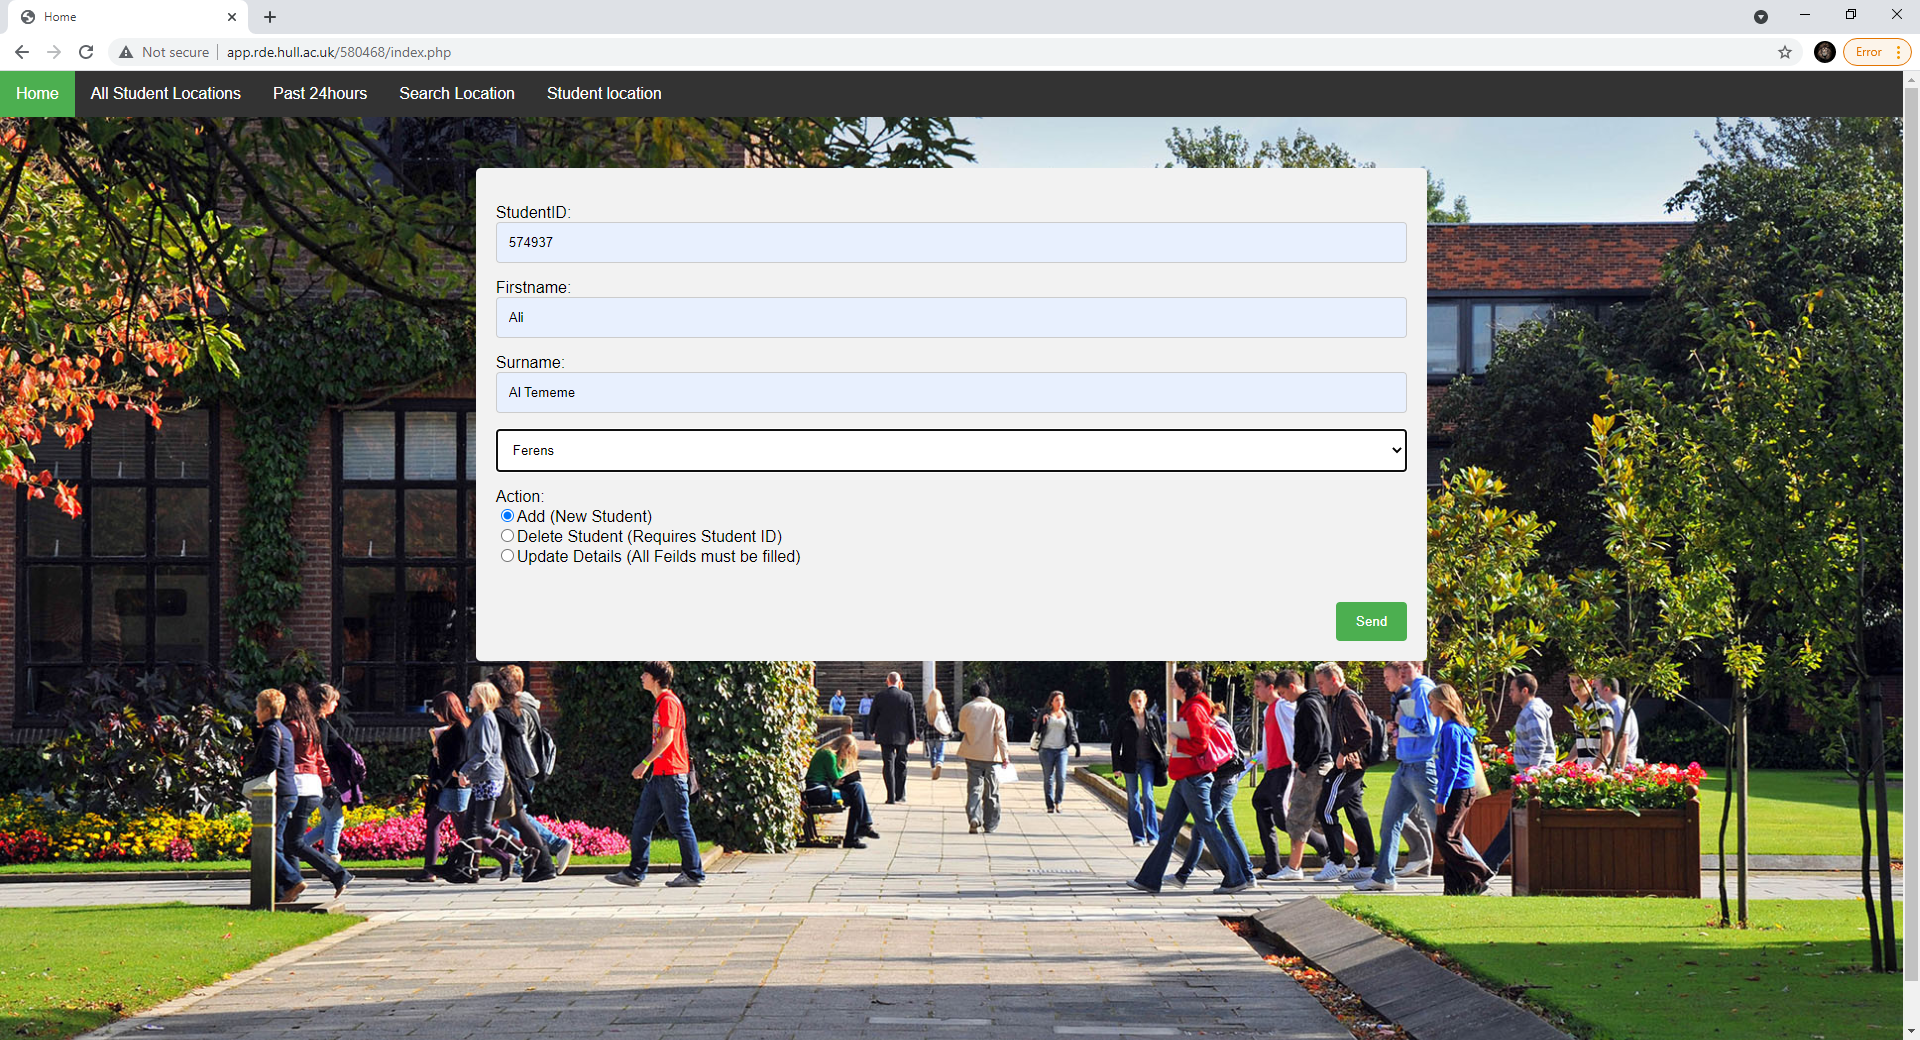 Home
Not secure app.rde.hull.ac.uk/580468/index.php
Error
Home All Student Locations Past 24hours Search Location Student location
StudentID:
574937
Firstname:
Ali
Surname:
Al Tememe
Ferens
Action:
Add (New Student)
Delete Student (Requires Student ID)
Update Details (All Feilds must be filled)
Send